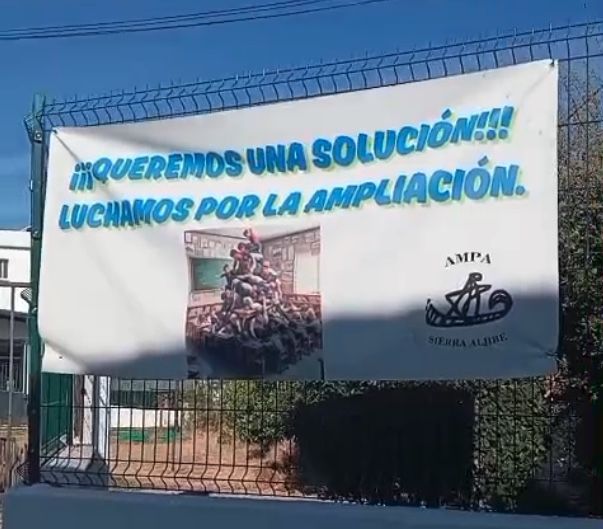 ¡¡¡QUEREMOS UNA SOLUCIÓN!!!
LUCHAMOS POR LA AMPLIACIÓN.
AMPA
SIERRA ALJIBE